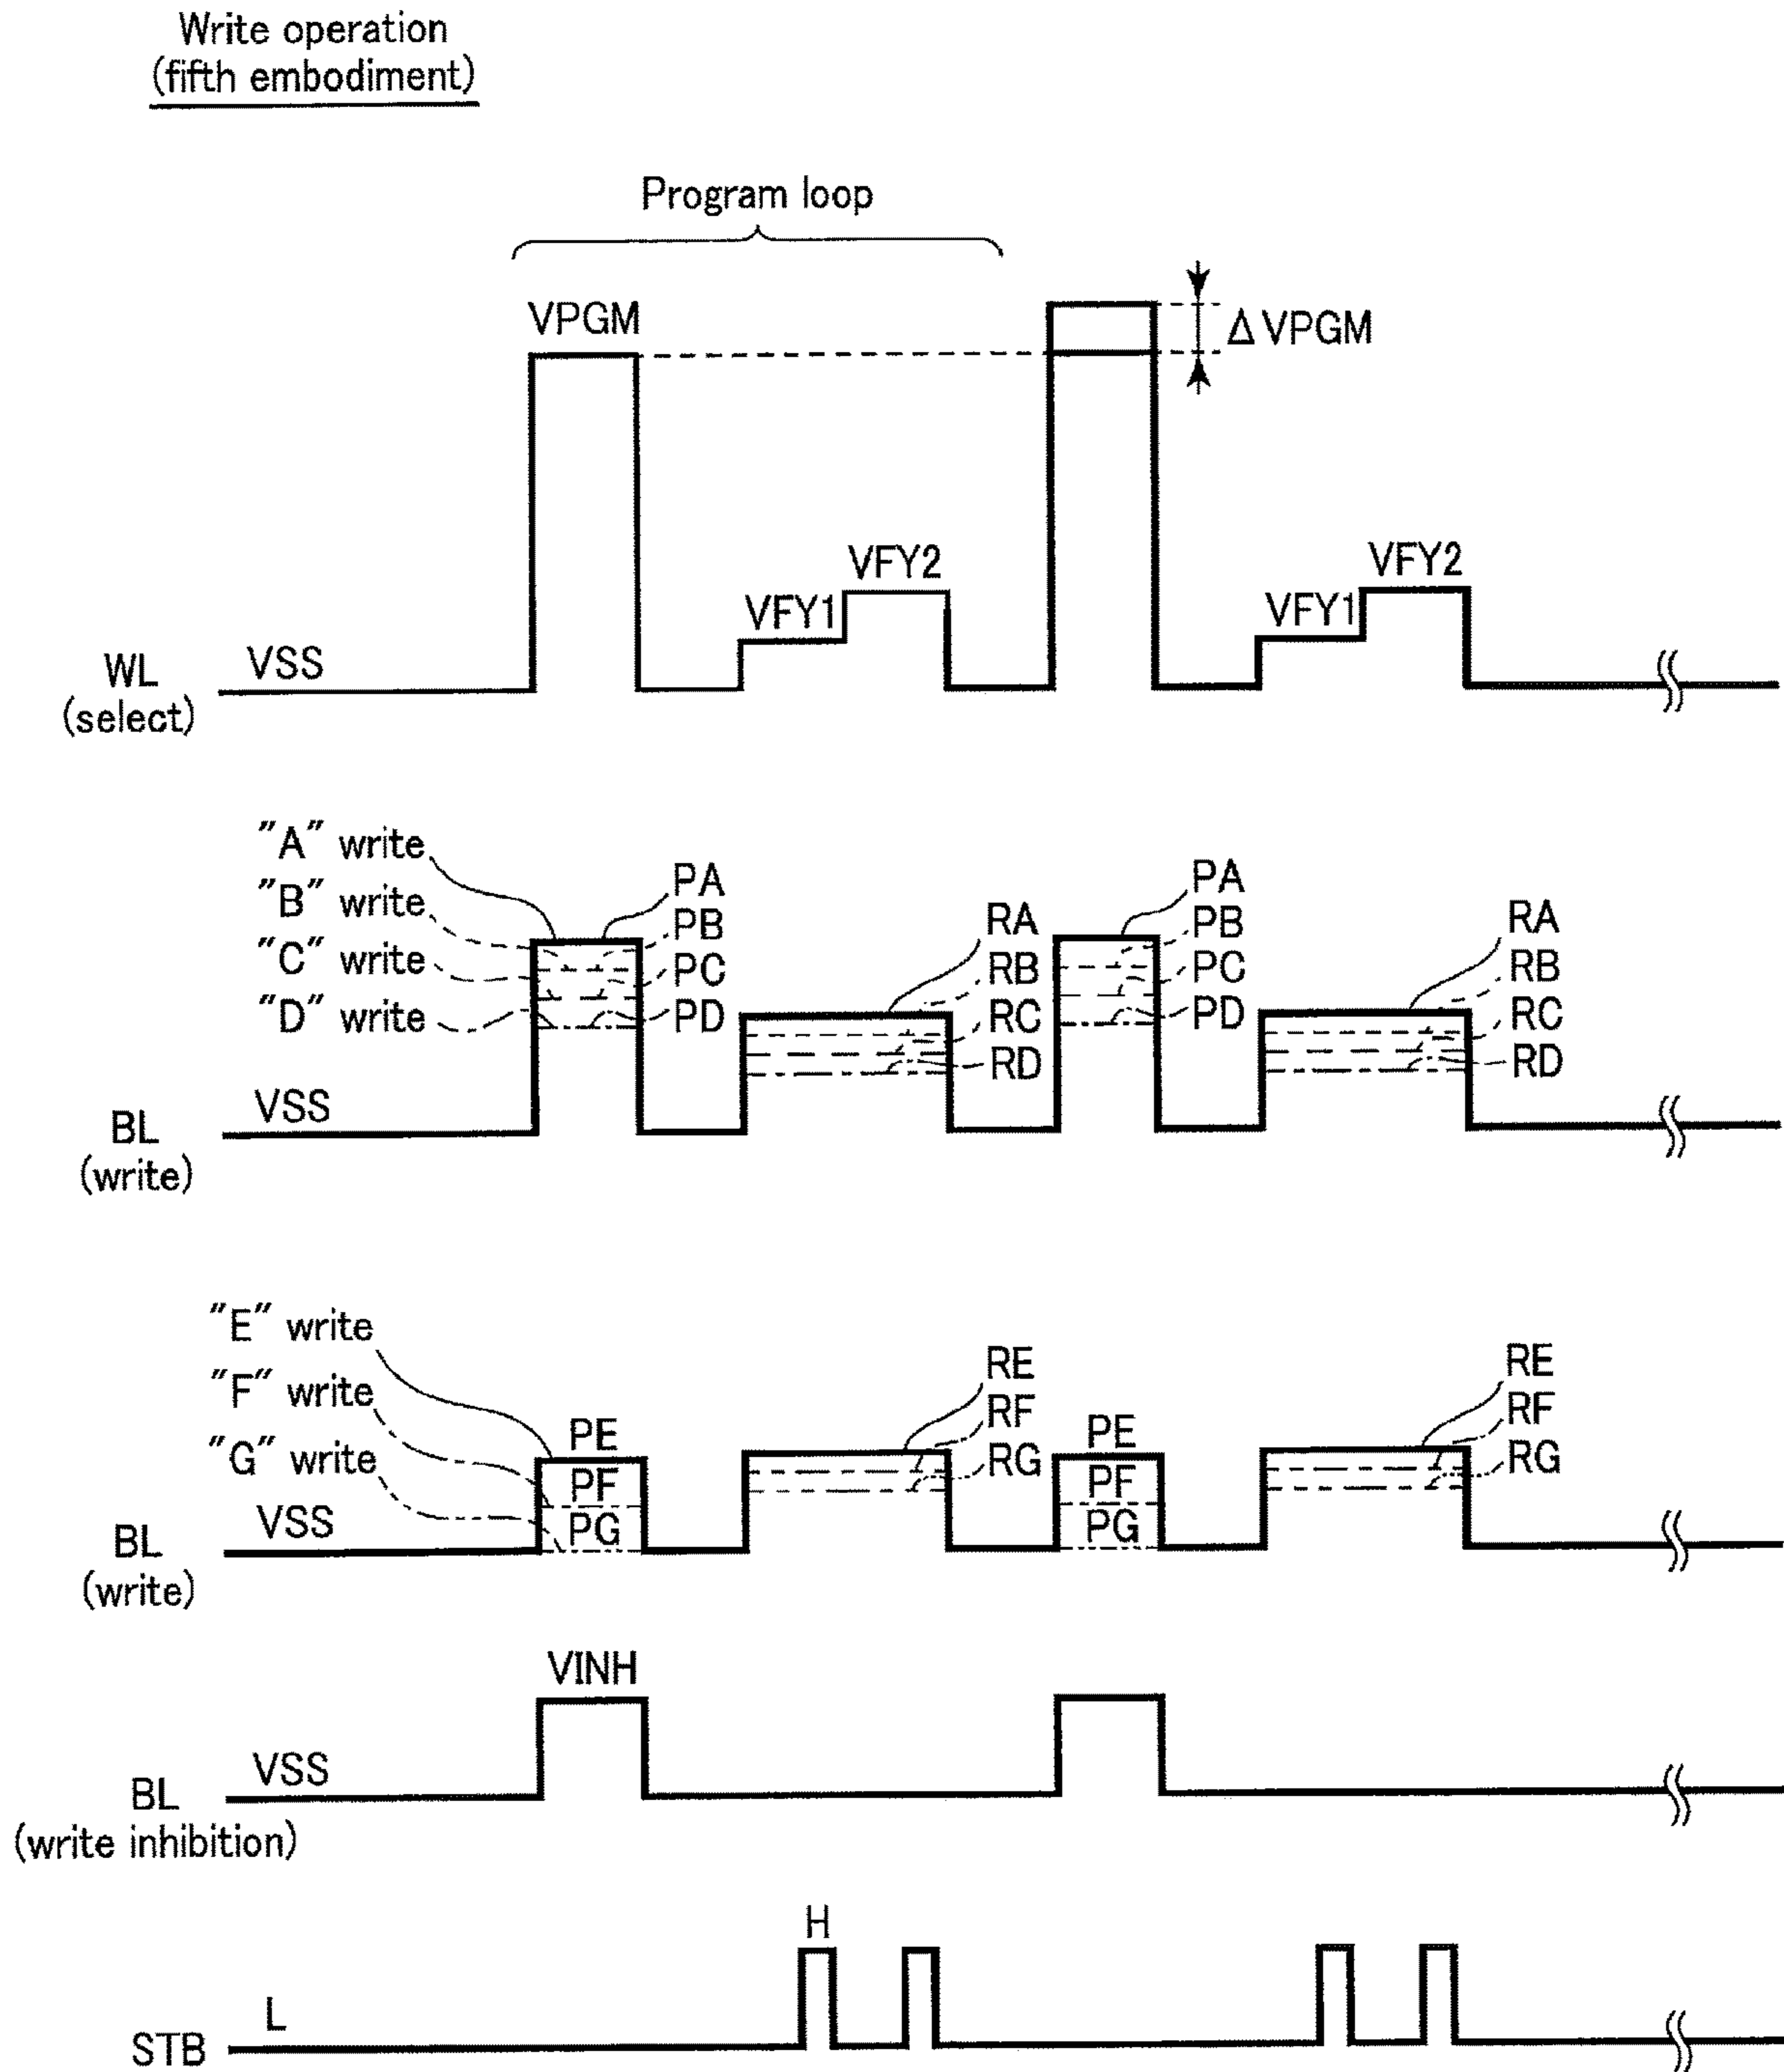 Write operation
(fifth embodiment)
Program loop
VPGM
ΔVPGM
VFY1
VFY2
VFY1
VFY2
VSS
WL
(select)
"A" write
"B" write
"C" write
"D" write
PA
PB
PC
PD
RA
RB
RC
RD
PA
PB
PC
PD
RA
RB
RC
RD
VSS
BL
(write)
"E" write
"F" write
"G" write
PE
PF
PG
RE
RF
RG
PE
PF
PG
RE
RF
RG
VSS
BL
(write)
VINH
VSS
BL
(write inhibition)
H
L
STB